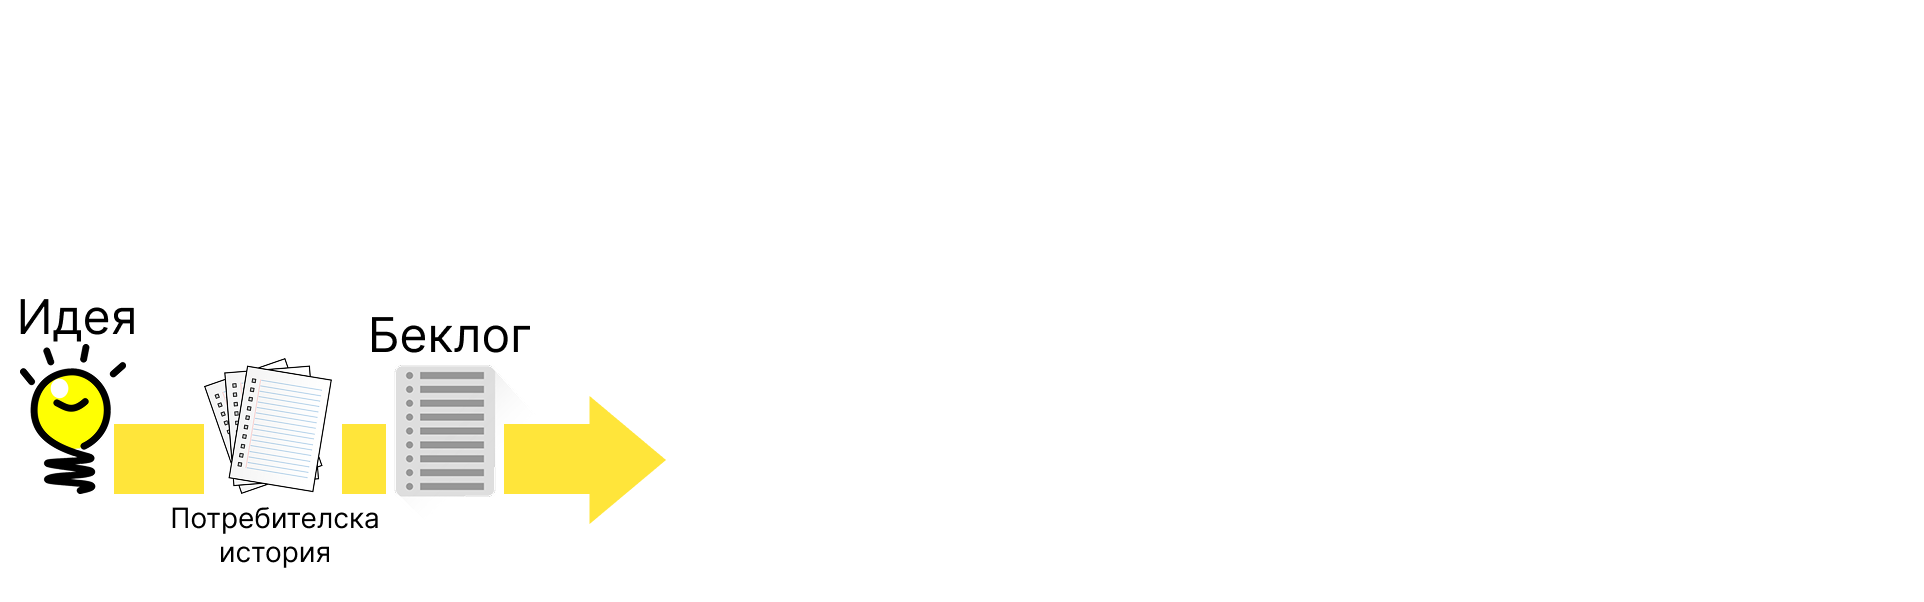 Идея
Беклог
Потребителска
история